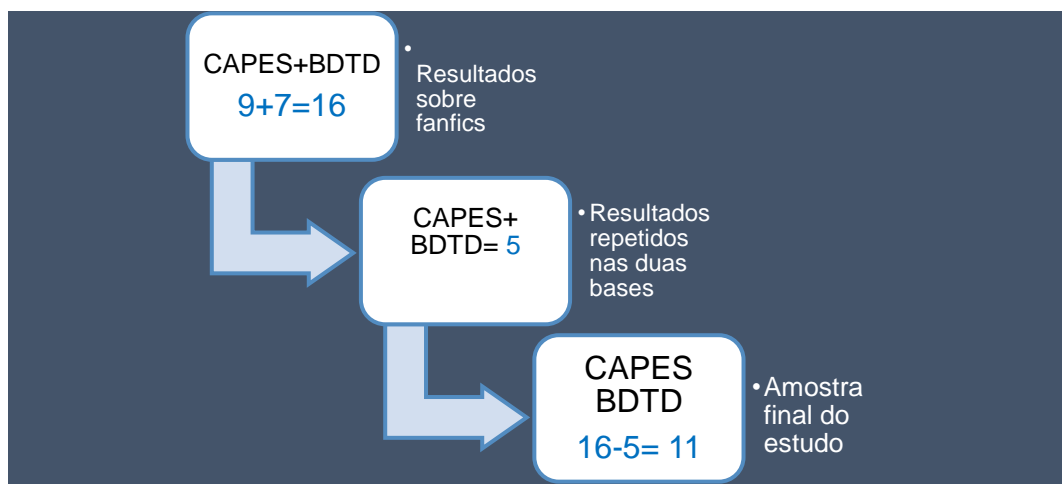 CAPES+BDTD
9+7=16
•
Resultados
sobre
fanfics
CAPES+
BDTD= 5
• Resultados
repetidos
nas duas
bases
CAPES
BDTD
16-5= 11
• Amostra
final do
estudo